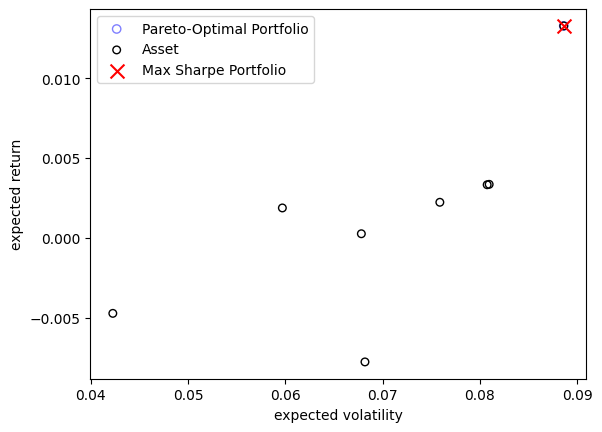 Pareto-Optimal Portfolio
Asset
Max Sharpe Portfolio
0.010
0.005
0.000
−0.005
expected return
0.04 0.05 0.06 0.07 0.08 0.09
expected volatility